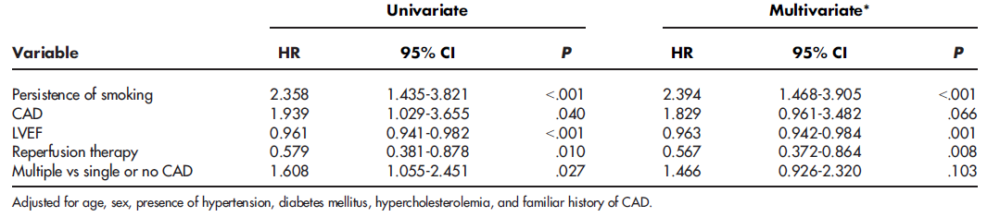 Univariate Multivariate*
Variable HR 95% CI P HR 95% CI P
Persistence of smoking 2.358 1.435-3.821 <.001 2.394 1.468-3.905 <.001
CAD 1.939 1.029-3.655 .040 1.829 0.961-3.482 .066
LVEF 0.961 0.941-0.982 <.001 0.963 0.942-0.984 .001
Reperfusion therapy 0.579 0.381-0.878 .010 0.567 0.372-0.864 .008
Multiple vs single or no CAD 1.608 1.055-2.451 .027 1.466 0.926-2.320 .103
Adjusted for age, sex, presence of hypertension, diabetes mellitus, hypercholesterolemia, and familiar history of CAD.